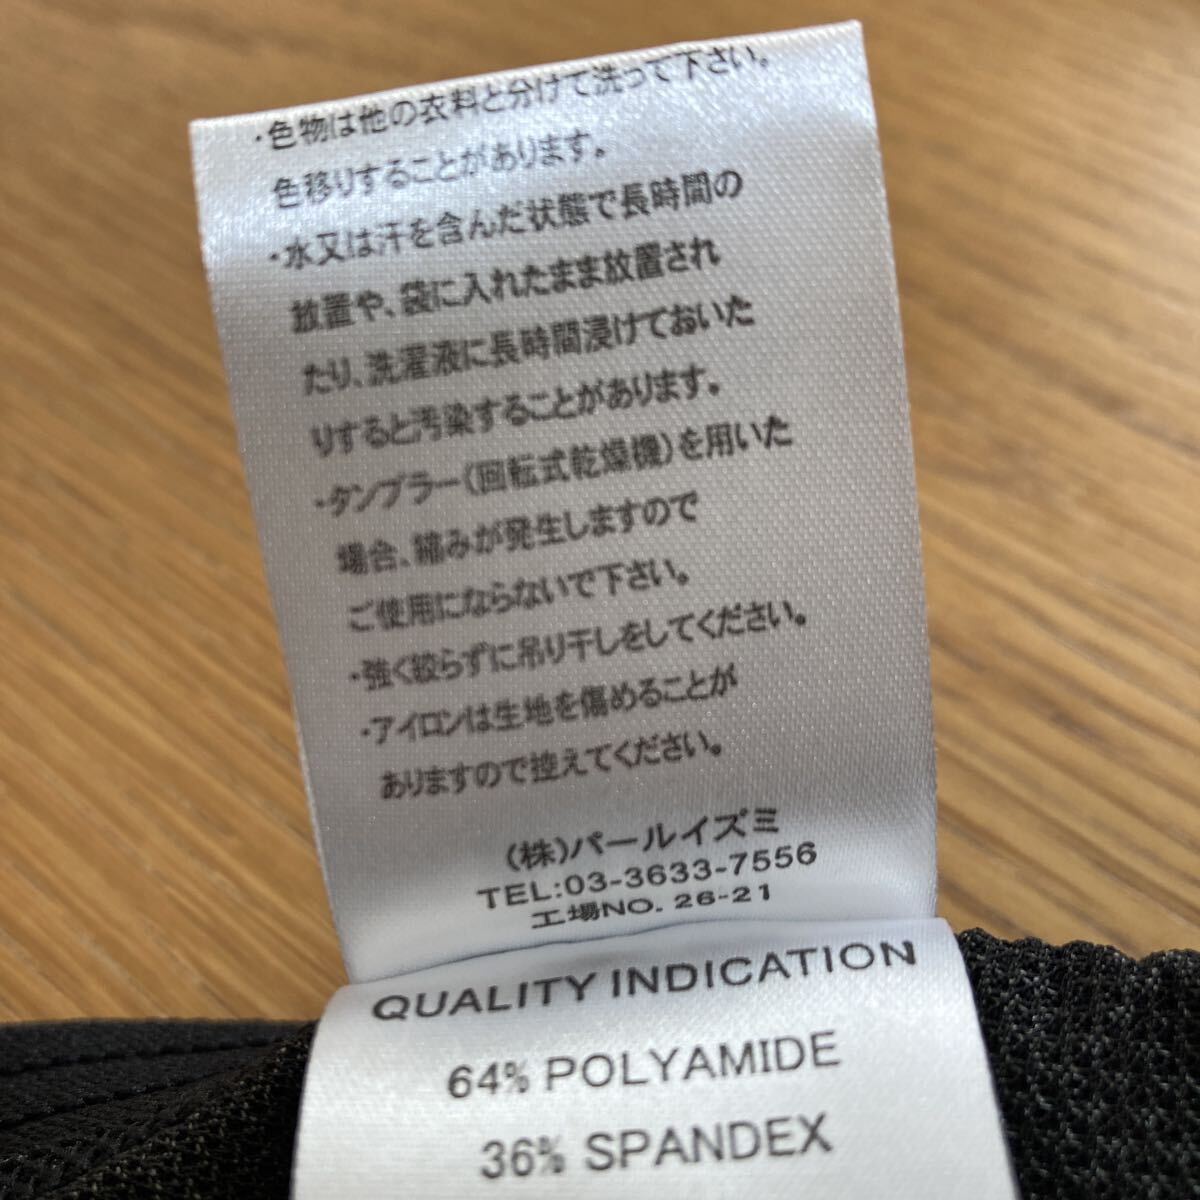 ・色物は他の衣料と分けて洗って下さい。
色移りすることがあります。
・水又は汗を含んだ状態で長時間の
放置や、袋に入れたまま放置され
たり、洗濯液に長時間浸けておいた
りすると汚染することがあります。
・タンブラー(回転式乾燥機)を用いた
場合、縮みが発生しますので
ご使用にならないで下さい。
・強く絞らずに吊り干しをしてください。
・アイロンは生地を傷めることが
ありますので控えてください。
(株)パールイズミ
TEL:03-3633-7556
工場NO. 26-21
QUALITY INDICATION
64% POLYAMIDE
36% SPANDEX